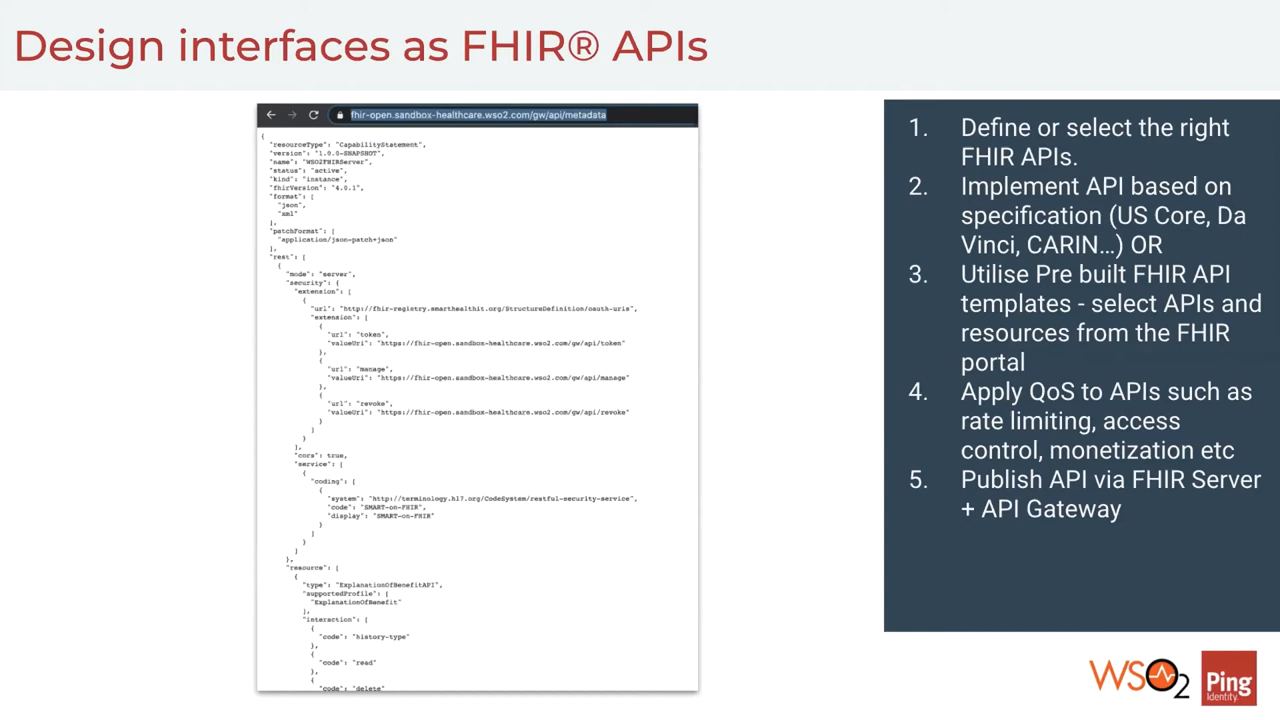 Design interfaces as FHIR® APIs
fhir-open.sandbox-healthcare.wso2.com/gw/api/metadata
{
"resourceType": "CapabilityStatement",
"version": "1.0.0-SNAPSHOT",
"name": "WSO2FHIRServer",
"status": "active",
"kind": "instance",
"fhirVersion": "4.0.1",
"format": [
"json",
"xml"
],
"patchFormat": [
"application/json-patch+json"
],
"rest": [
{
"mode": "server",
"security": {
"extension": [
{
"url": "http://fhir-registry.smarthealthit.org/StructureDefinition/oauth-uris",
"extension": [
{
"url": "token",
"valueUri": "https://fhir-open.sandbox-healthcare.wso2.com/gw/api/token"
},
{
"url": "manage",
"valueUri": "https://fhir-open.sandbox-healthcare.wso2.com/gw/api/manage"
},
{
"url": "revoke",
"valueUri": "https://fhir-open.sandbox-healthcare.wso2.com/gw/api/revoke"
}
]
}
],
"cors": true,
"service": [
{
"coding": [
{
"system": "http://terminology.hl7.org/CodeSystem/restful-security-service",
"code": "SMART-on-FHIR",
"display": "SMART-on-FHIR"
}
]
}
]
},
"resource": [
{
"type": "ExplanationOfBenefitAPI",
"supportedProfile": [
"ExplanationOfBenefit"
],
"interaction": [
{
"code": "history-type"
},
{
"code": "read"
},
{
"code": "delete"
1. Define or select the right
FHIR APIs.
2. Implement API based on
specification (US Core, Da
Vinci, CARIN…) OR
3. Utilise Pre built FHIR API
templates - select APIs and
resources from the FHIR
portal
4. Apply QoS to APIs such as
rate limiting, access
control, monetization etc
5. Publish API via FHIR Server
+ API Gateway
WSO2
Ping
Identity.